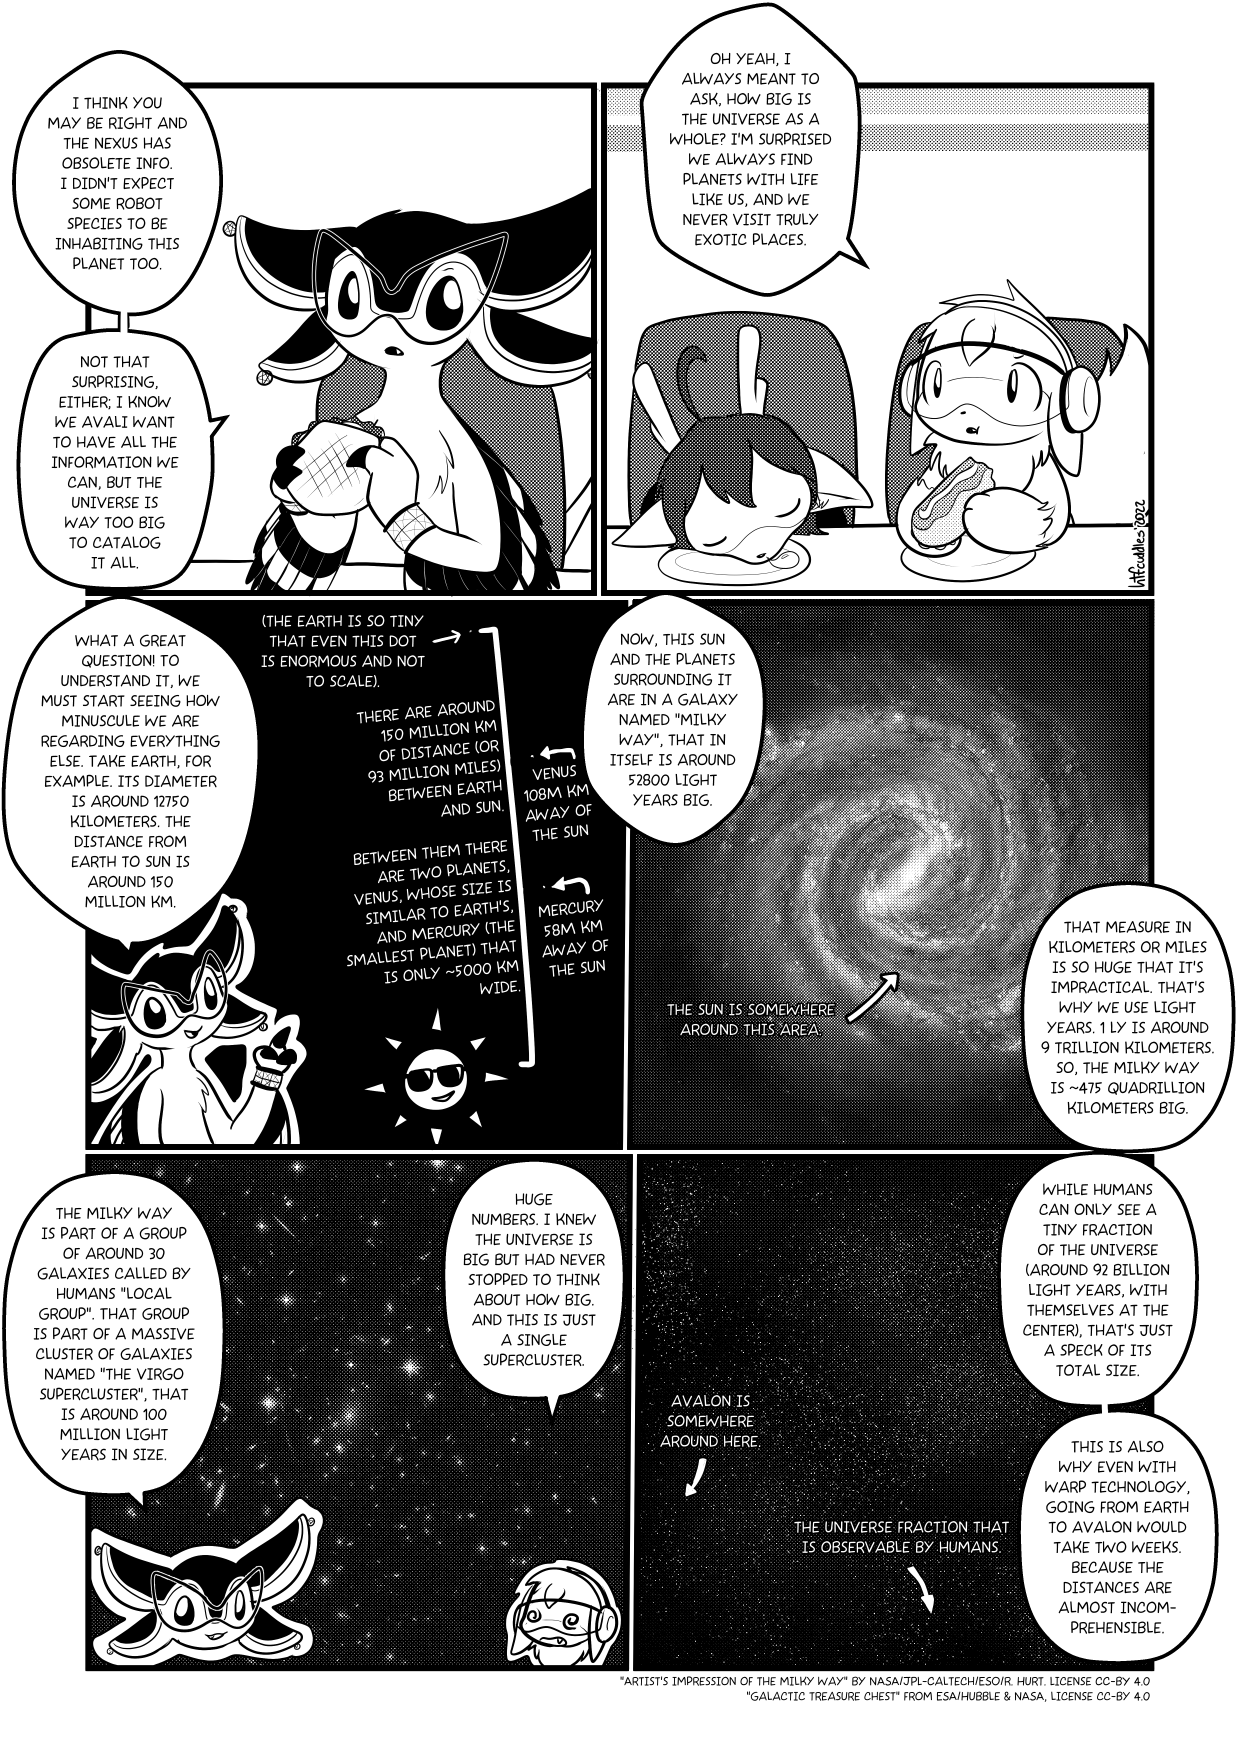 I THINK YOU
MAY BE RIGHT AND
THE NEXUS HAS
OBSOLETE INFO.
I DIDN'T EXPECT
SOME ROBOT
SPECIES TO BE
INHABITING THIS
PLANET TOO.
NOT THAT
SURPRISING,
EITHER; I KNOW
WE AVALI WANT
TO HAVE ALL THE
INFORMATION WE
CAN, BUT THE
UNIVERSE IS
WAY TOO BIG
TO CATALOG
IT ALL.
OH YEAH, I
ALWAYS MEANT TO
ASK, HOW BIG IS
THE UNIVERSE AS A
WHOLE? I'M SURPRISED
WE ALWAYS FIND
PLANETS WITH LIFE
LIKE US, AND WE
NEVER VISIT TRULY
EXOTIC PLACES.
htfcuddles '2022
WHAT A GREAT
QUESTION! TO
UNDERSTAND IT, WE
MUST START SEEING HOW
MINUSCULE WE ARE
REGARDING EVERYTHING
ELSE. TAKE EARTH, FOR
EXAMPLE. ITS DIAMETER
IS AROUND 12750
KILOMETERS. THE
DISTANCE FROM
EARTH TO SUN IS
AROUND 150
MILLION KM.
(THE EARTH IS SO TINY
THAT EVEN THIS DOT
IS ENORMOUS AND NOT
TO SCALE).
THERE ARE AROUND
150 MILLION KM
OF DISTANCE (OR
93 MILLION MILES)
BETWEEN EARTH
AND SUN.
BETWEEN THEM THERE
ARE TWO PLANETS,
VENUS, WHOSE SIZE IS
SIMILAR TO EARTH'S,
AND MERCURY (THE
SMALLEST PLANET) THAT
IS ONLY ~5000 KM
WIDE.
VENUS
108M KM
AWAY OF
THE SUN
MERCURY
58M KM
AWAY OF
THE SUN
NOW, THIS SUN
AND THE PLANETS
SURROUNDING IT
ARE IN A GALAXY
NAMED "MILKY
WAY", THAT IN
ITSELF IS AROUND
52800 LIGHT
YEARS BIG.
THE SUN IS SOMEWHERE
AROUND THIS AREA.
THAT MEASURE IN
KILOMETERS OR MILES
IS SO HUGE THAT IT'S
IMPRACTICAL. THAT'S
WHY WE USE LIGHT
YEARS. 1 LY IS AROUND
9 TRILLION KILOMETERS.
SO, THE MILKY WAY
IS ~475 QUADRILLION
KILOMETERS BIG.
THE MILKY WAY
IS PART OF A GROUP
OF AROUND 30
GALAXIES CALLED BY
HUMANS "LOCAL
GROUP". THAT GROUP
IS PART OF A MASSIVE
CLUSTER OF GALAXIES
NAMED "THE VIRGO
SUPERCLUSTER", THAT
IS AROUND 100
MILLION LIGHT
YEARS IN SIZE.
HUGE
NUMBERS. I KNEW
THE UNIVERSE IS
BIG BUT HAD NEVER
STOPPED TO THINK
ABOUT HOW BIG.
AND THIS IS JUST
A SINGLE
SUPERCLUSTER.
WHILE HUMANS
CAN ONLY SEE A
TINY FRACTION
OF THE UNIVERSE
(AROUND 92 BILLION
LIGHT YEARS, WITH
THEMSELVES AT THE
CENTER), THAT'S JUST
A SPECK OF ITS
TOTAL SIZE.
AVALON IS
SOMEWHERE
AROUND HERE.
THE UNIVERSE FRACTION THAT
IS OBSERVABLE BY HUMANS.
THIS IS ALSO
WHY EVEN WITH
WARP TECHNOLOGY,
GOING FROM EARTH
TO AVALON WOULD
TAKE TWO WEEKS.
BECAUSE THE
DISTANCES ARE
ALMOST INCOM-
PREHENSIBLE.
"ARTIST'S IMPRESSION OF THE MILKY WAY" BY NASA/JPL-CALTECH/ESO/R. HURT. LICENSE CC-BY 4.0
"GALACTIC TREASURE CHEST" FROM ESA/HUBBLE & NASA, LICENSE CC-BY 4.0